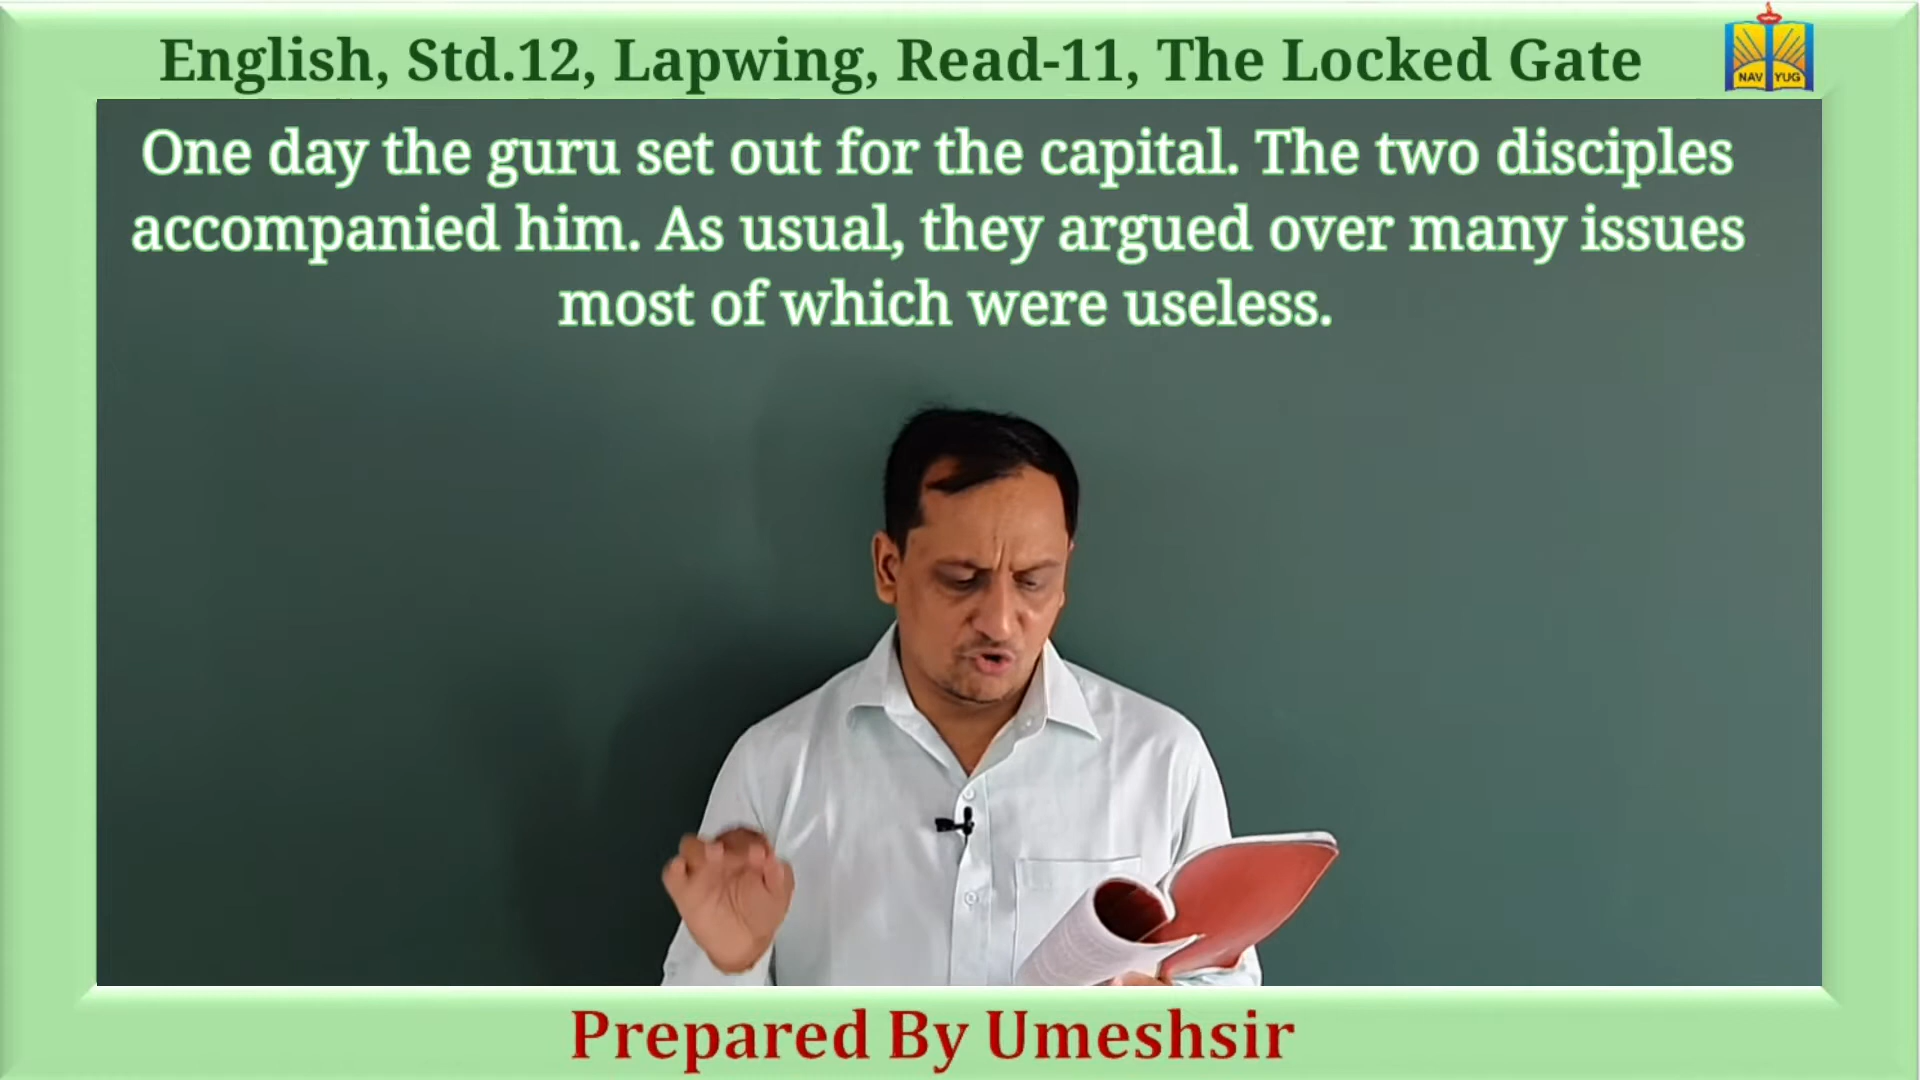 English, Std.12, Lapwing, Read-11, The Locked Gate
NAV YUG
One day the guru set out for the capital. The two disciples
accompanied him. As usual, they argued over many issues
most of which were useless.
Prepared By Umeshsir